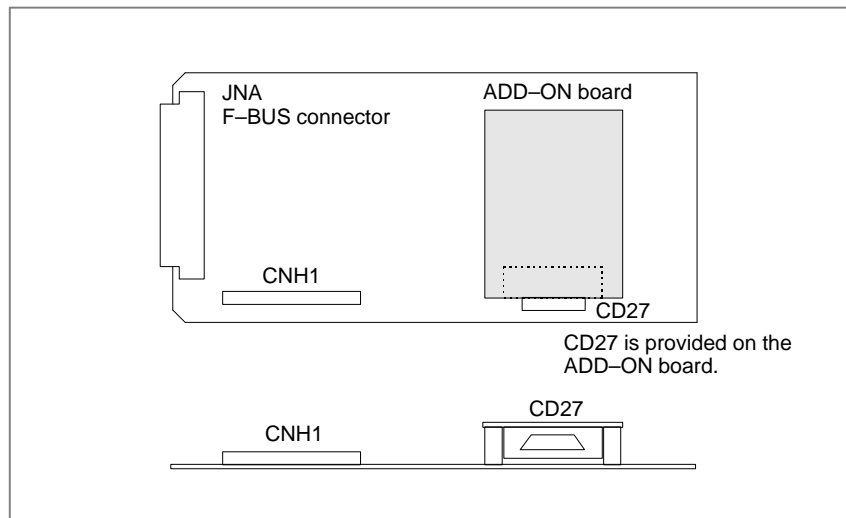 JNA
F–BUS connector
ADD–ON board
CNH1
CD27
CD27 is provided on the
ADD–ON board.
CD27
CNH1